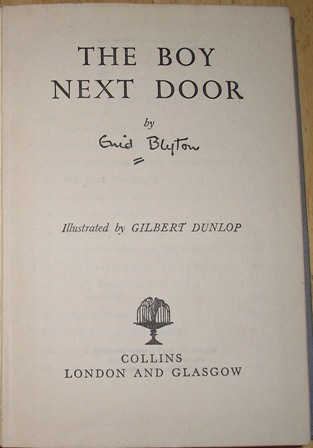 THE BOY
NEXT DOOR
by
Enid Blyton
Illustrated by GILBERT DUNLOP
COLLINS
LONDON AND GLASGOW